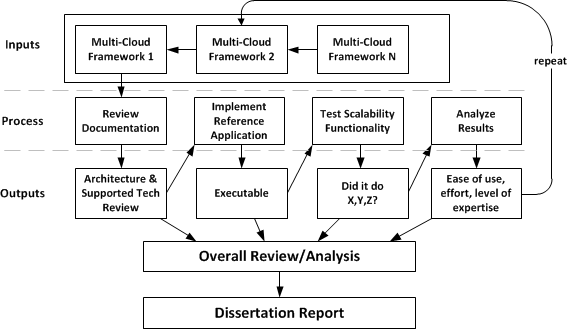 Inputs
Multi-Cloud
Framework 1
Multi-Cloud
Framework 2
Multi-Cloud
Framework N
repeat
Process
Review
Documentation
Implement
Reference
Application
Test Scalability
Functionality
Analyze
Results
Outputs
Architecture &
Supported Tech
Review
Executable
Did it do
X,Y,Z?
Ease of use,
effort, level of
expertise
Overall Review/Analysis
Dissertation Report